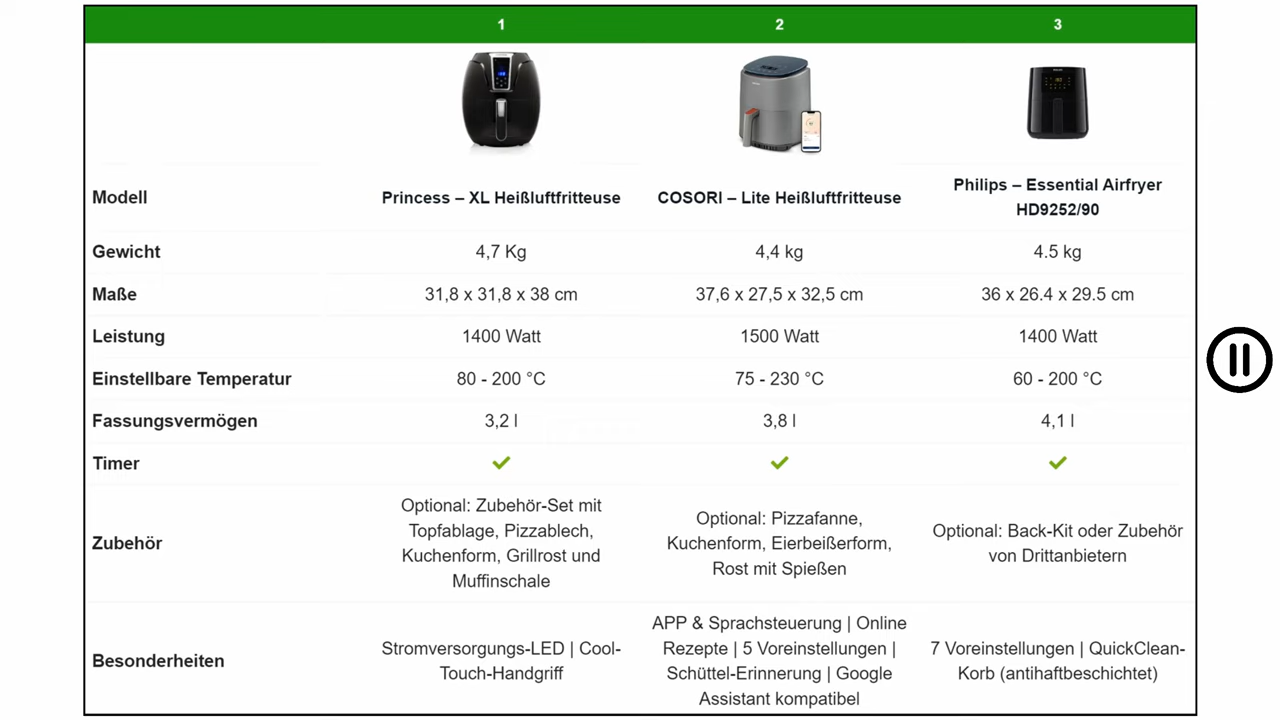 1 2 3
Modell Princess – XL Heißluftfritteuse COSORI – Lite Heißluftfritteuse Philips – Essential Airfryer
HD9252/90
Gewicht 4,7 Kg 4,4 kg 4.5 kg
Maße 31,8 x 31,8 x 38 cm 37,6 x 27,5 x 32,5 cm 36 x 26.4 x 29.5 cm
Leistung 1400 Watt 1500 Watt 1400 Watt
Einstellbare Temperatur 80 - 200 °C 75 - 230 °C 60 - 200 °C
Fassungsvermögen 3,2 l 3,8 l 4,1 l
Timer
Zubehör
Optional: Zubehör-Set mit
Topfablage, Pizzablech,
Kuchenform, Grillrost und
Muffinschale
Optional: Pizzafanne,
Kuchenform, Eierbeißerform,
Rost mit Spießen
Optional: Back-Kit oder Zubehör
von Drittanbietern
Besonderheiten
Stromversorgungs-LED | Cool-
Touch-Handgriff
APP & Sprachsteuerung | Online
Rezepte | 5 Voreinstellungen |
Schüttel-Erinnerung | Google
Assistant kompatibel
7 Voreinstellungen | QuickClean-
Korb (antihaftbeschichtet)